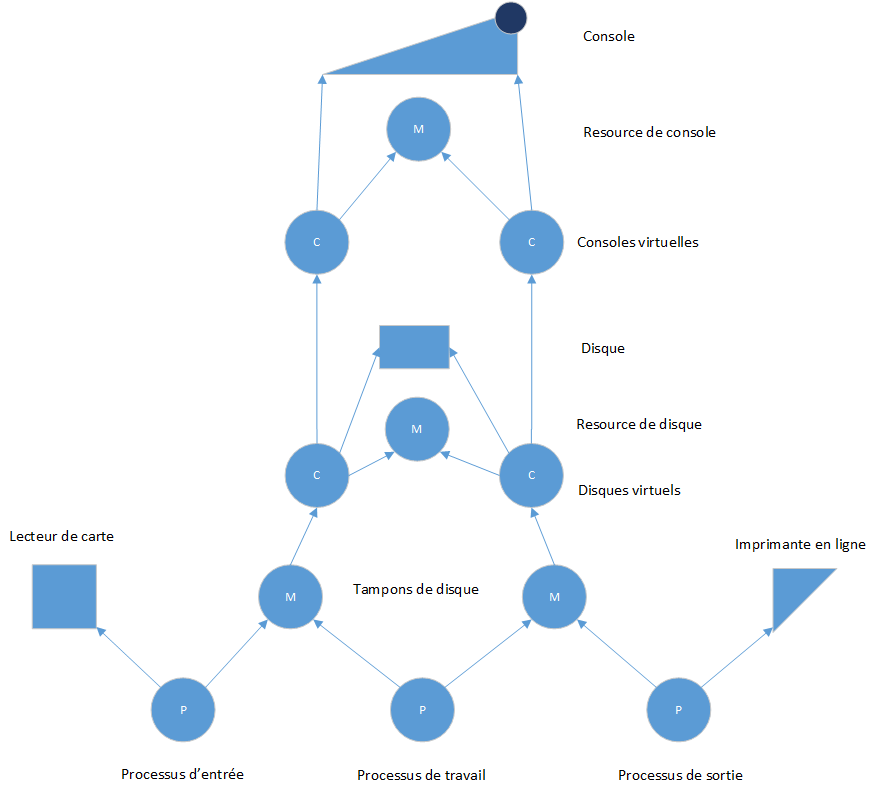 Console
M
Resource de console
C
C
Consoles virtuelles
Disque
Resource de disque
M
C
C
Disques virtuels
Lecteur de carte
Imprimante en ligne
Tampons de disque
M
M
P
P
P
Processus d’entrée
Processus de travail
Processus de sortie